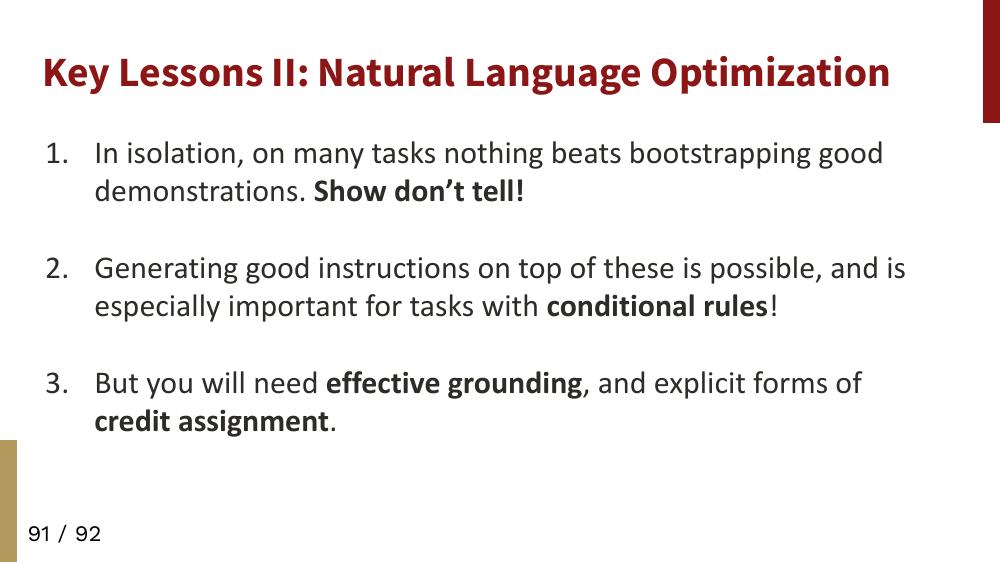 Key Lessons II: Natural Language Optimization
1. In isolation, on many tasks nothing beats bootstrapping good
demonstrations. Show don’t tell!
2. Generating good instructions on top of these is possible, and is
especially important for tasks with conditional rules!
3. But you will need effective grounding, and explicit forms of
credit assignment.
91 / 92